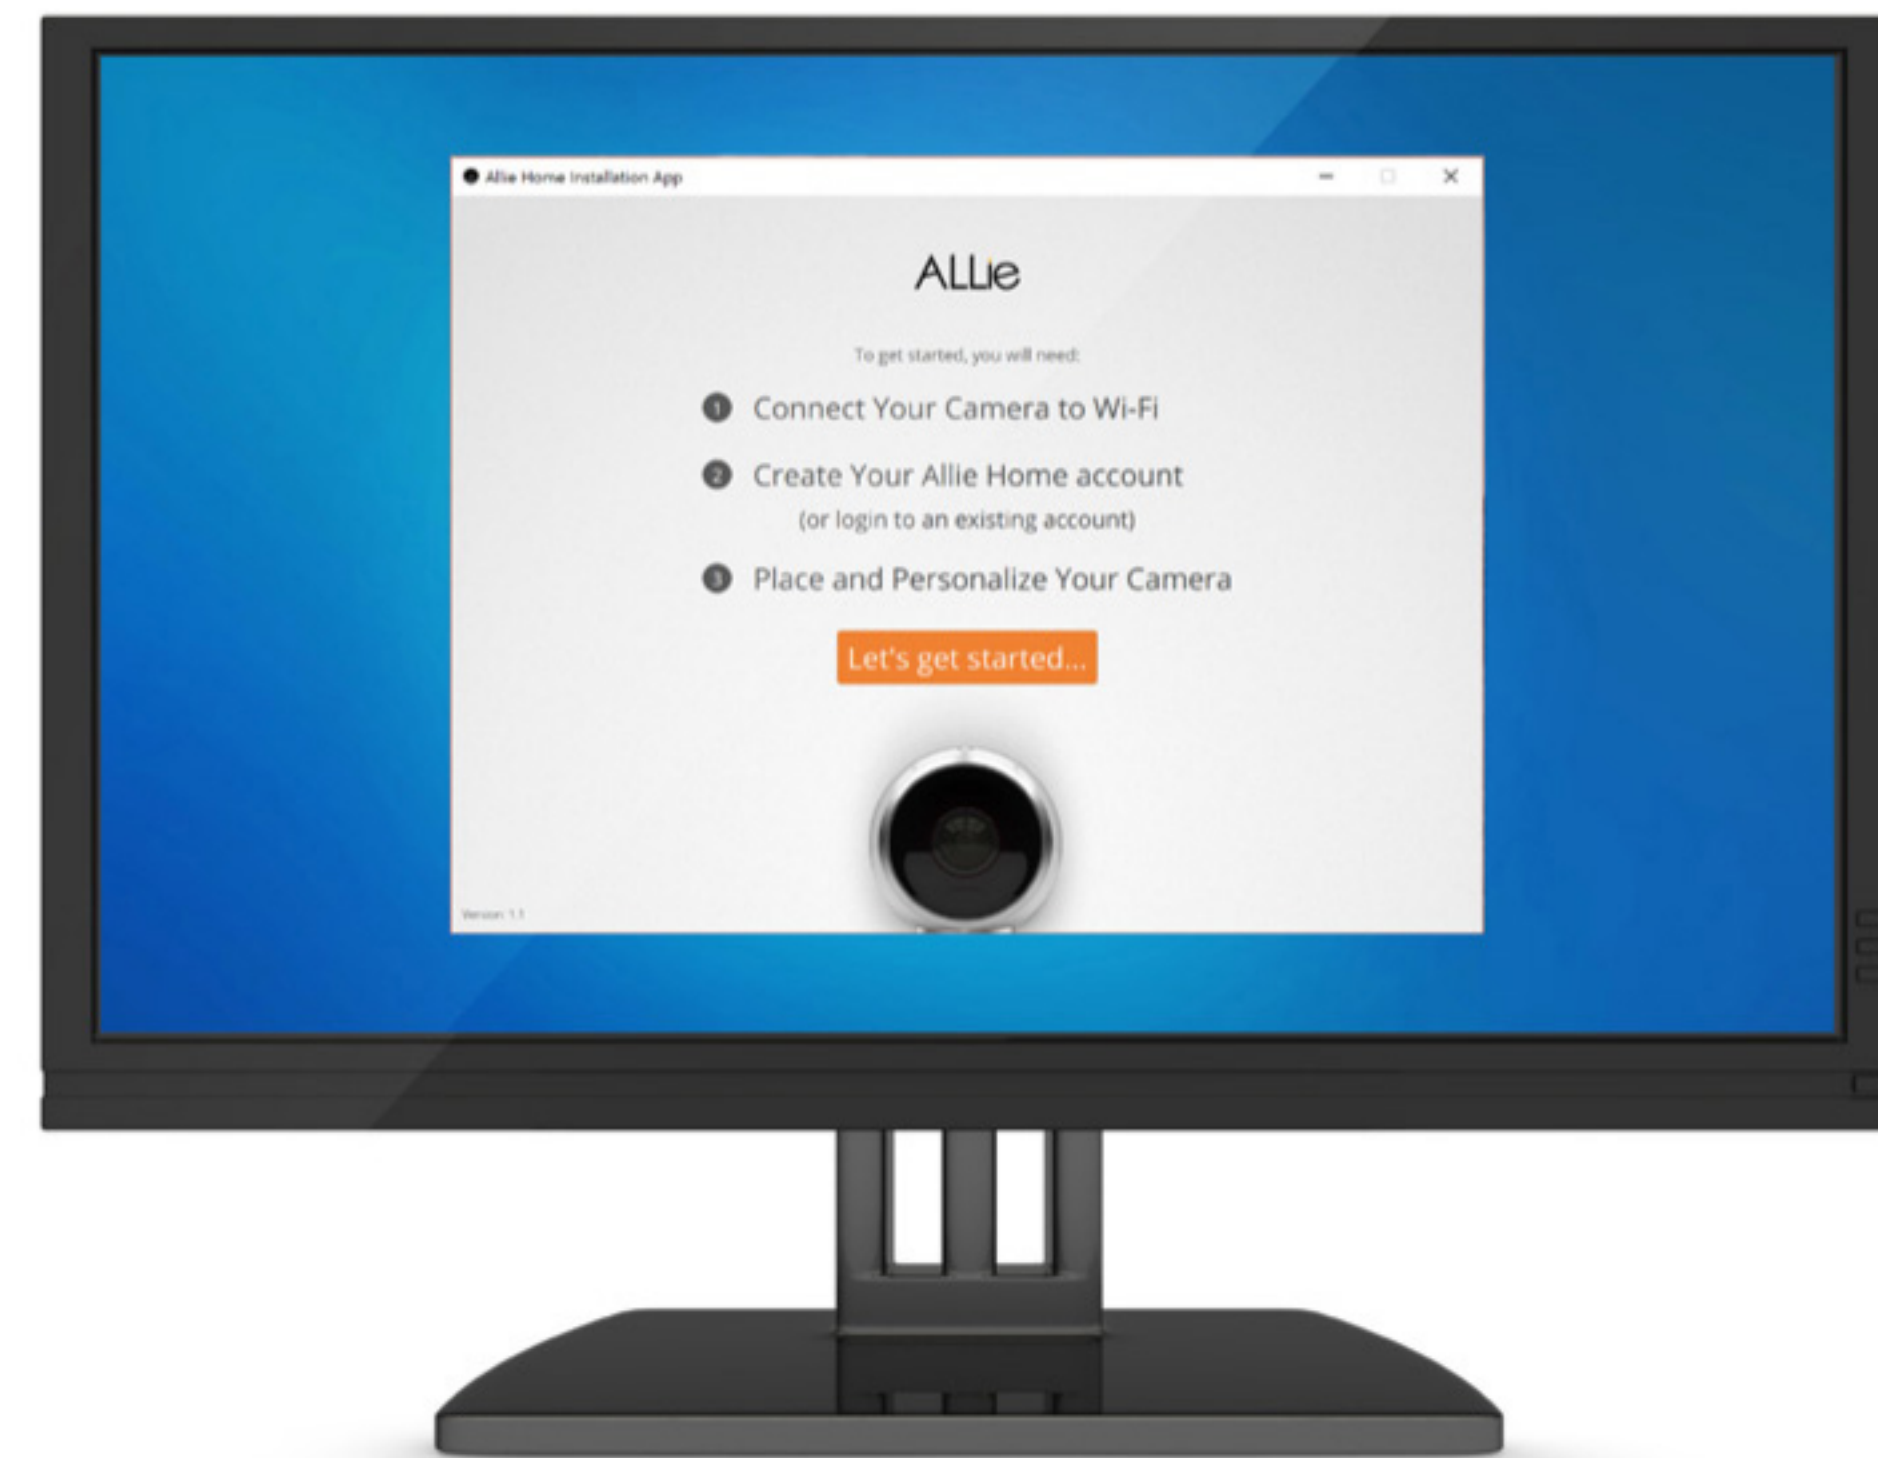 Allie Home Installation App
ALLie
To get started, you will need:
1 Connect Your Camera to Wi-Fi
2 Create Your Allie Home account
(or login to an existing account)
3 Place and Personalize Your Camera
Let's get started...
Version: 1.1